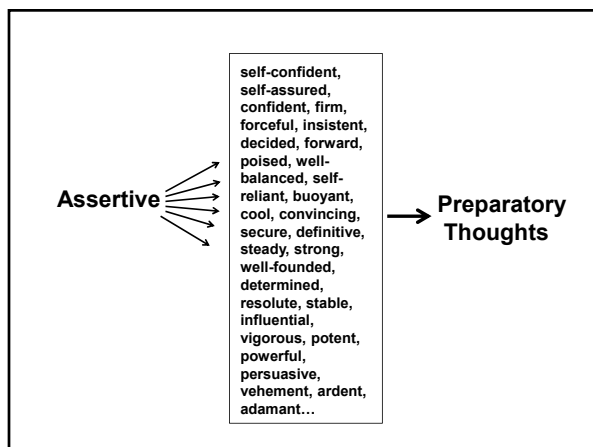 Assertive
self-confident,
self-assured,
confident, firm,
forceful, insistent,
decided, forward,
poised, well-
balanced, self-
reliant, buoyant,
cool, convincing,
secure, definitive,
steady, strong,
well-founded,
determined,
resolute, stable,
influential,
vigorous, potent,
powerful,
persuasive,
vehement, ardent,
adamant…
Preparatory
Thoughts